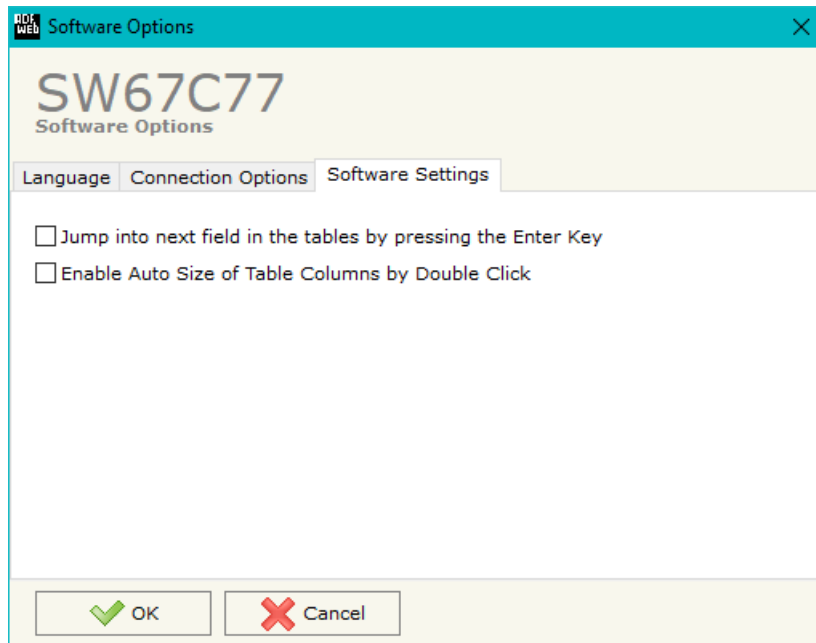 ADF
WEB
Software Options
SW67C77
Software Options
Language
Connection Options
Software Settings
Jump into next field in the tables by pressing the Enter Key
Enable Auto Size of Table Columns by Double Click
OK
Cancel